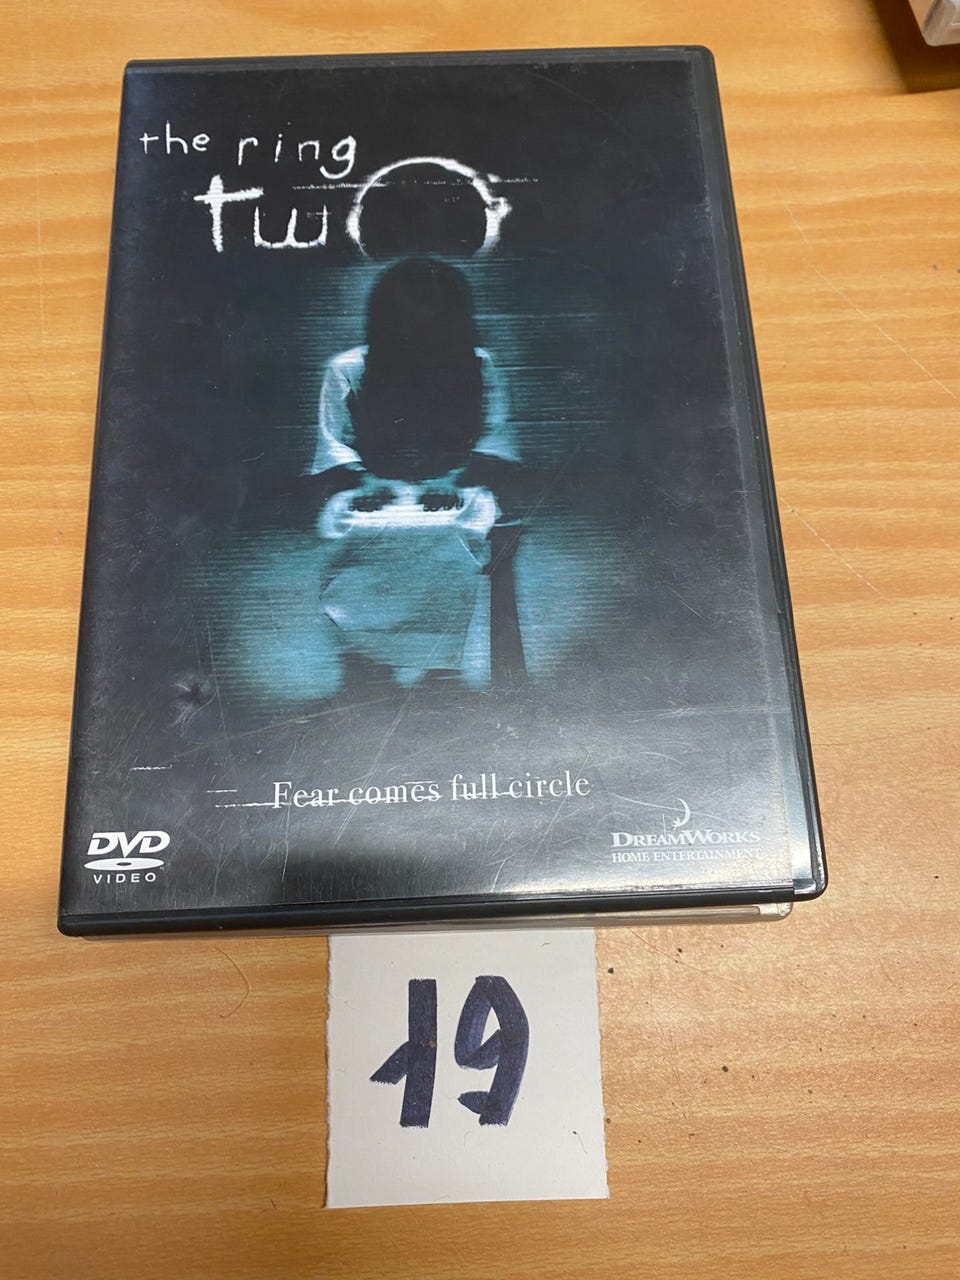 the ring
two
Fear comes full circle
DVD
VIDEO
DREAMWORKS
HOME ENTERTAINMENT
19